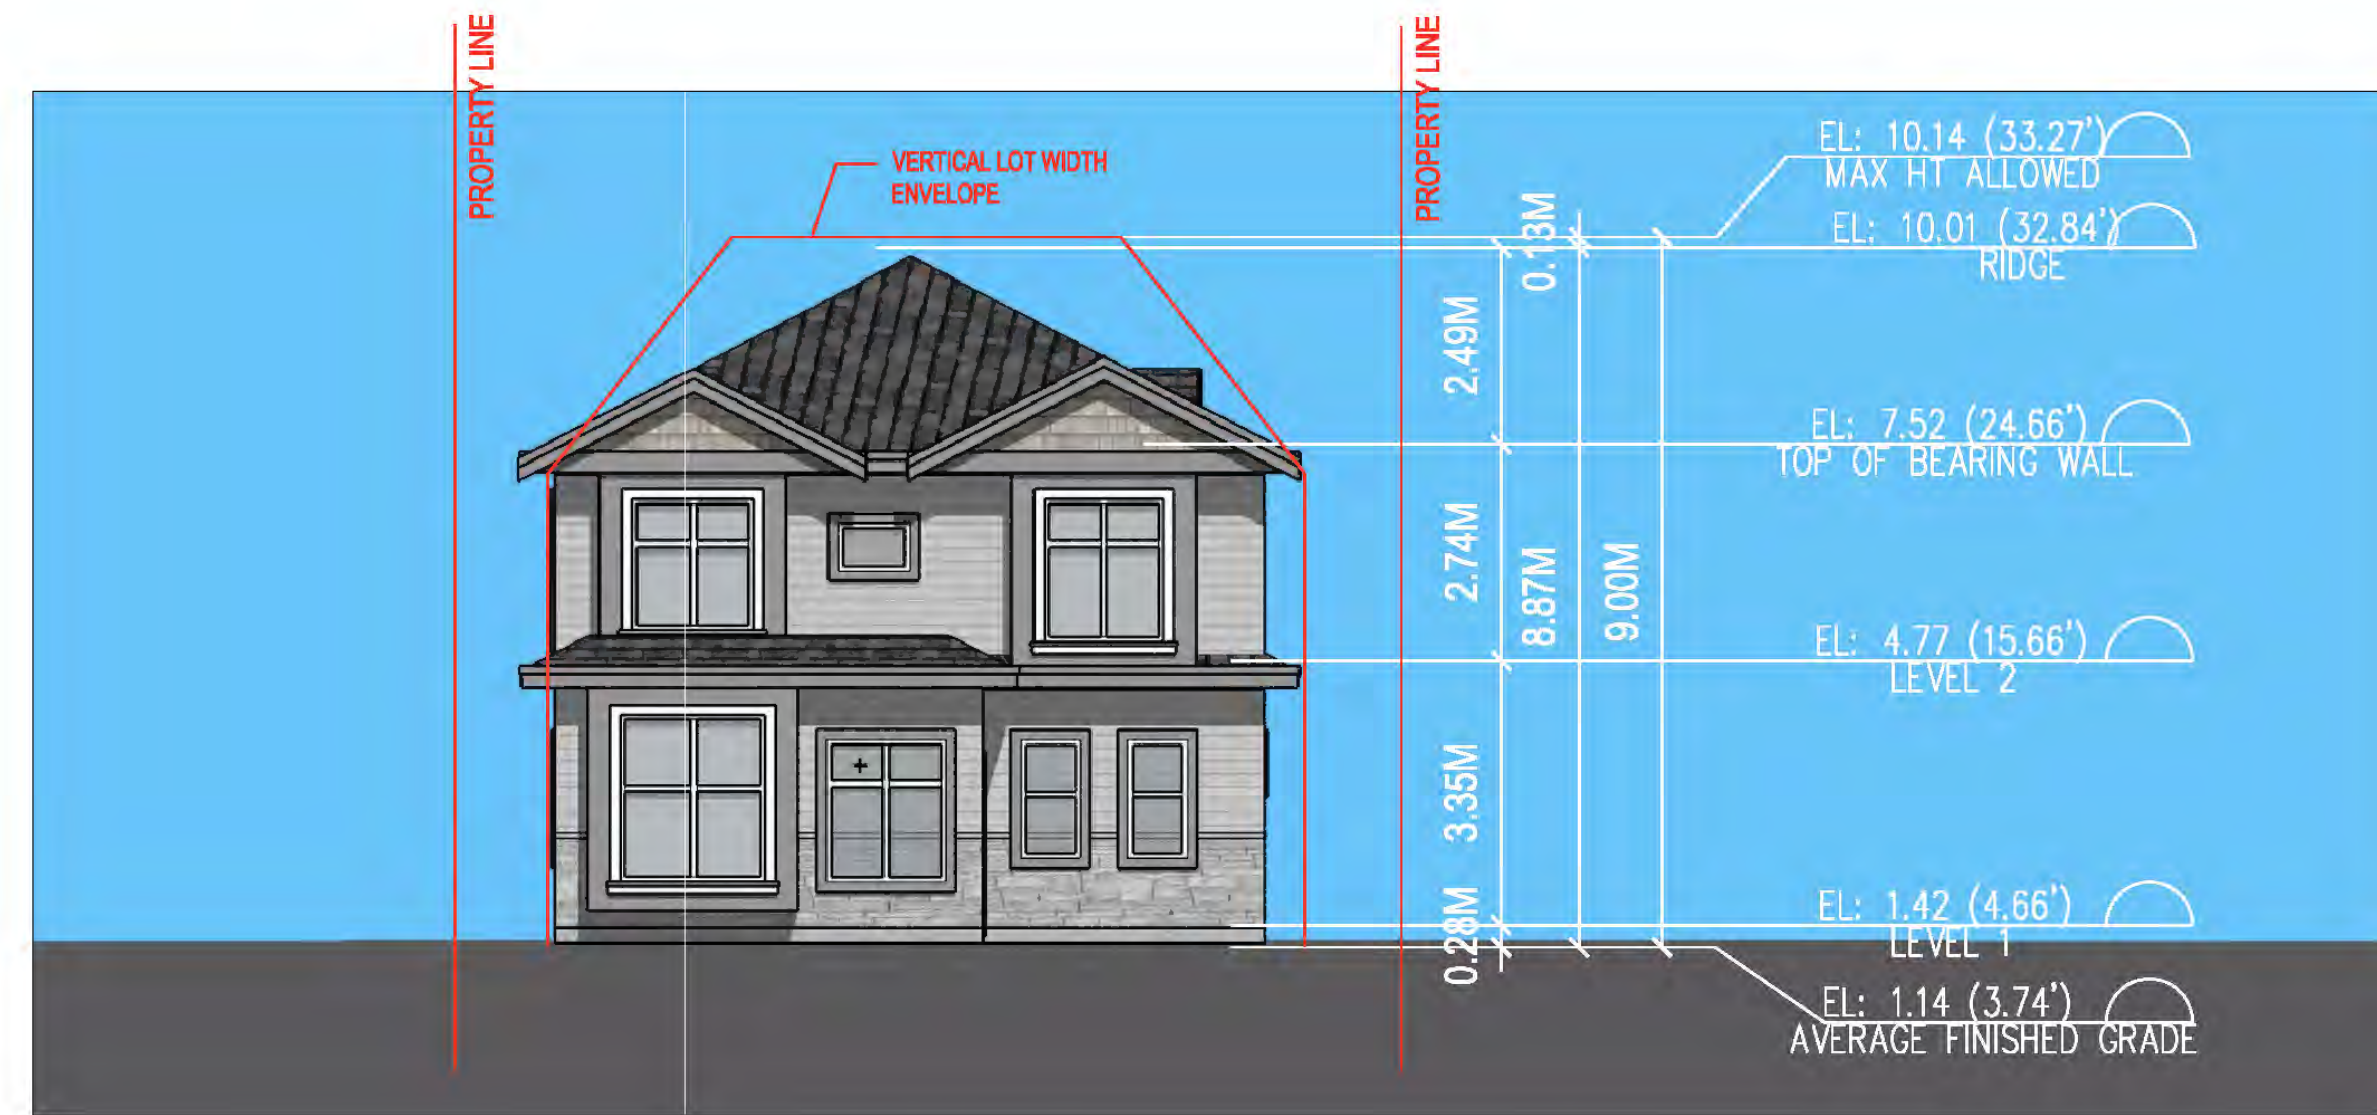 PROPERTY LINE
PROPERTY LINE
VERTICAL LOT WIDTH
ENVELOPE
EL: 10.14 (33.27')
MAX HT ALLOWED
EL: 10.01 (32.84')
RIDGE
0.13M
2.49M
EL: 7.52 (24.66')
TOP OF BEARING WALL
2.74M
8.87M
9.00M
EL: 4.77 (15.66')
LEVEL 2
3.35M
EL: 1.42 (4.66')
LEVEL 1
0.28M
EL: 1.14 (3.74')
AVERAGE FINISHED GRADE